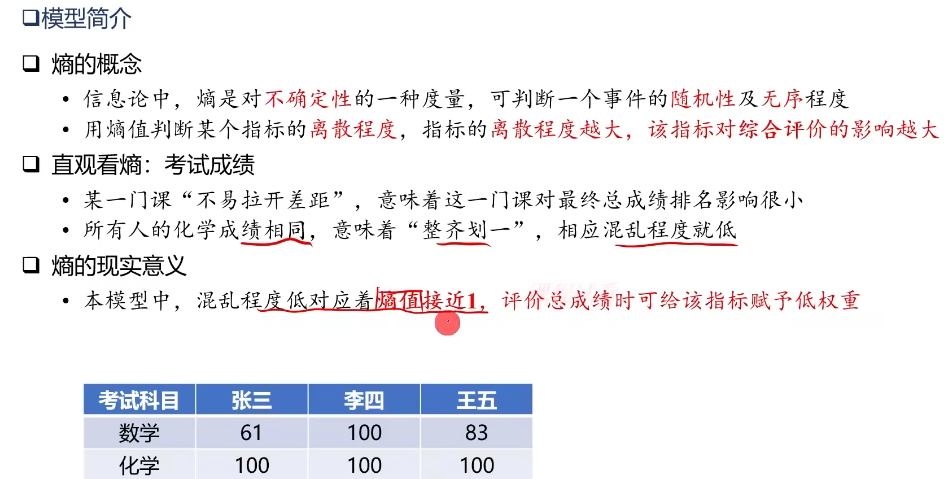 模型简介
熵的概念
• 信息论中，熵是对不确定性的一种度量，可判断一个事件的随机性及无序程度
• 用熵值判断某个指标的离散程度，指标的离散程度越大，该指标对综合评价的影响越大
直观看熵：考试成绩
• 某一门课“不易拉开差距”，意味着这一门课对最终总成绩排名影响很小
• 所有人的化学成绩相同，意味着“整齐划一”，相应混乱程度就低
熵的现实意义
• 本模型中，混乱程度低对应着熵值接近1，评价总成绩时可给该指标赋予低权重
考试科目 张三 李四 王五
数学 61 100 83
化学 100 100 100